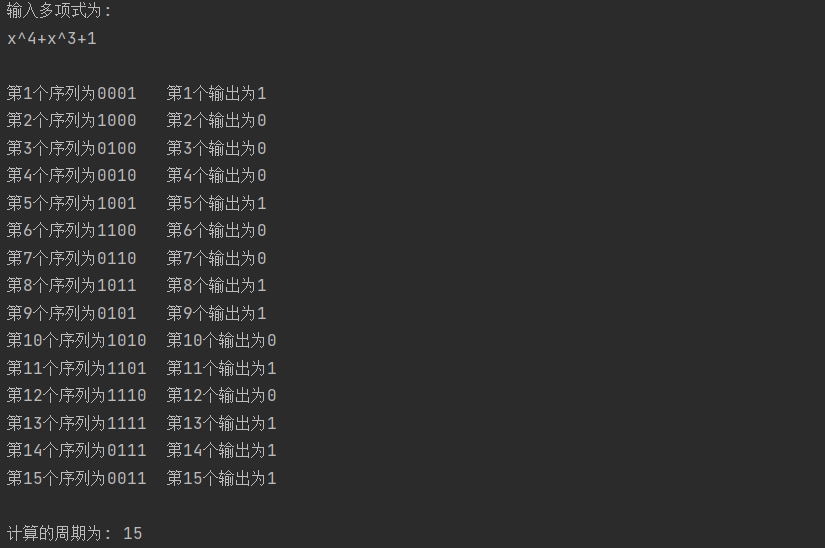 输入多项式为:
x^4+x^3+1
第1个序列为0001 第1个输出为1
第2个序列为1000 第2个输出为0
第3个序列为0100 第3个输出为0
第4个序列为0010 第4个输出为0
第5个序列为1001 第5个输出为1
第6个序列为1100 第6个输出为0
第7个序列为0110 第7个输出为0
第8个序列为1011 第8个输出为1
第9个序列为0101 第9个输出为1
第10个序列为1010 第10个输出为0
第11个序列为1101 第11个输出为1
第12个序列为1110 第12个输出为0
第13个序列为1111 第13个输出为1
第14个序列为0111 第14个输出为1
第15个序列为0011 第15个输出为1
计算的周期为: 15